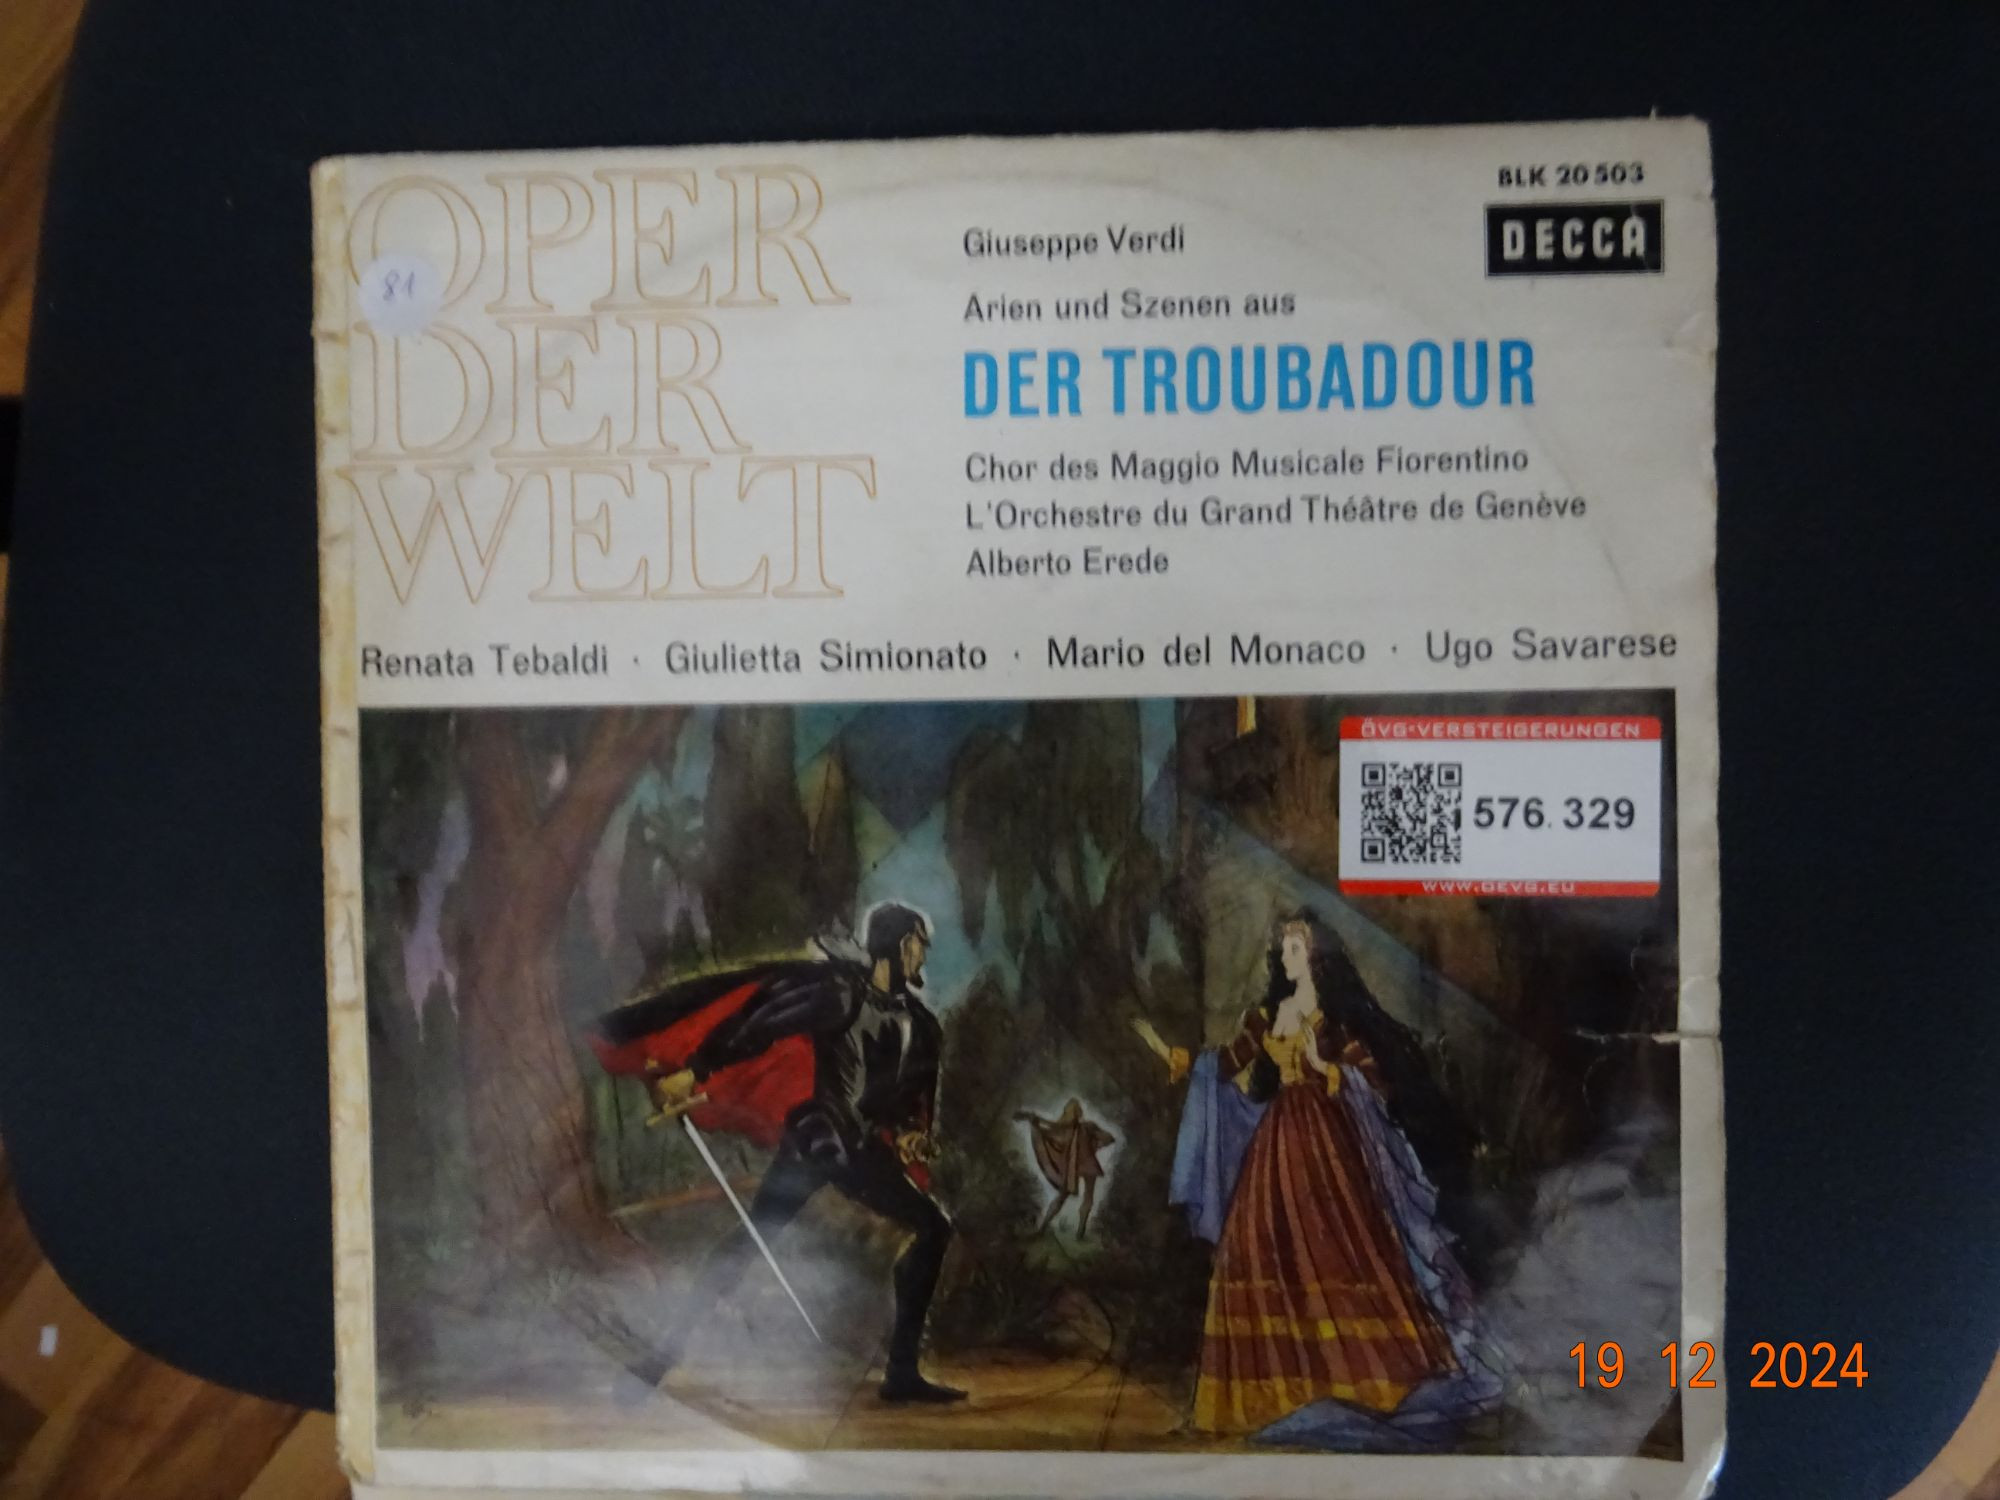 OPER
DER
WELT
81
BLK 20503
DECCA
Giuseppe Verdi
Arien und Szenen aus
DER TROUBADOUR
Chor des Maggio Musicale Fiorentino
L'Orchestre du Grand Théâtre de Genève
Alberto Erede
Renata Tebaldi · Giulietta Simionato · Mario del Monaco · Ugo Savarese
ÖVG-VERSTEIGERUNGEN
576.329
WWW.OEVG.EU
19 12 2024